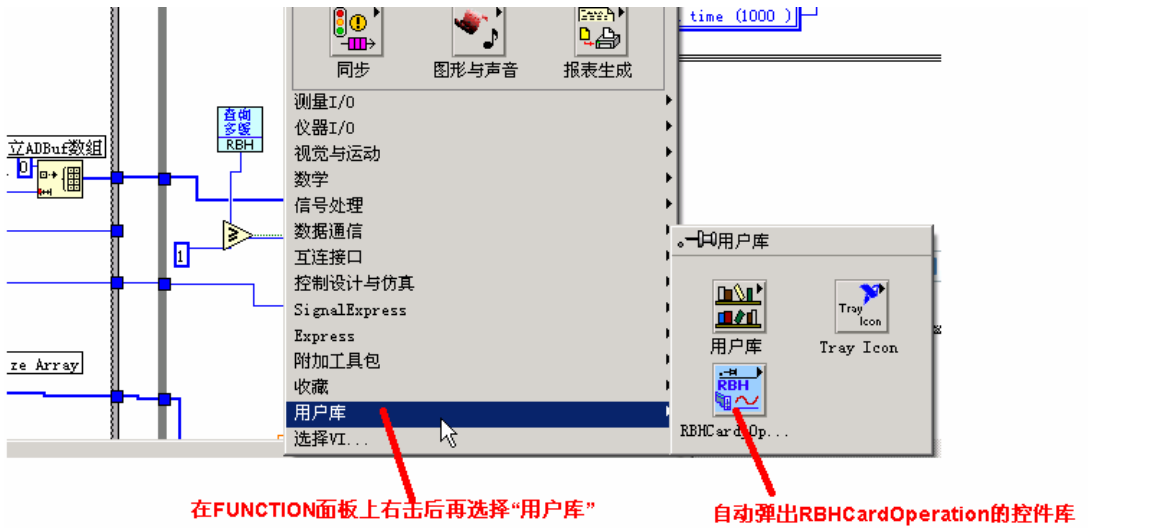 time (1000 )
同步
图形与声音
报表生成
测量I/O
仪器I/O
视觉与运动
数学
信号处理
数据通信
互连接口
控制设计与仿真
SignalExpress
Express
附加工具包
收藏
用户库
选择VI...
查询
多缓
RBH
立ADBuf数组
0
1
ze Array
用户库
Tray
Icon
用户库
Tray Icon
RBH
RBHCardOp...
在FUNCTION面板上右击后再选择“用户库”
自动弹出RBHCardOperation的控件库